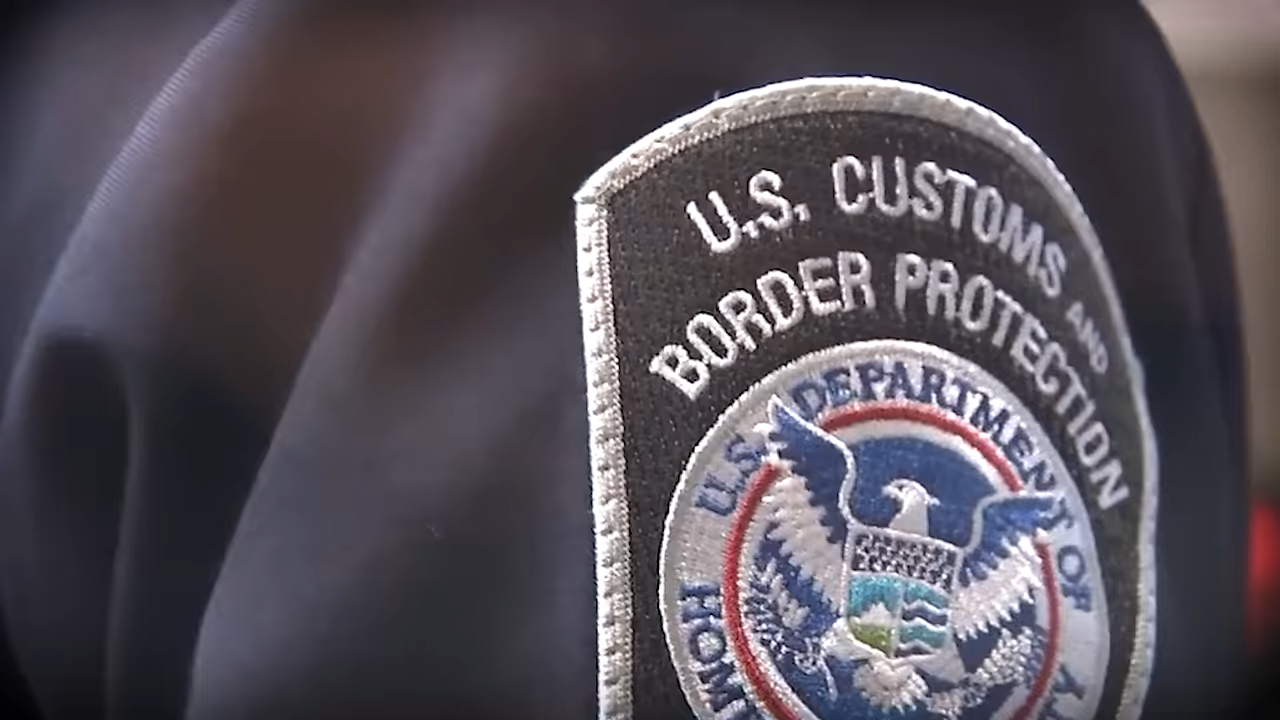 U.S. CUSTOMS AND
BORDER PROTECTION
U.S. DEPARTMENT OF